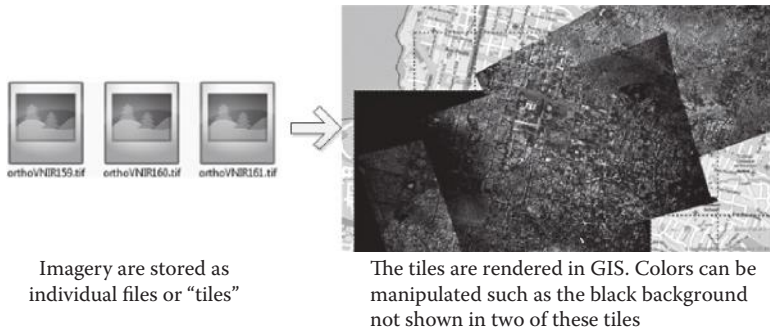 orthoVNIR159.tif
orthoVNIR160.tif
orthoVNIR161.tif
Imagery are stored as
individual files or “tiles”
The tiles are rendered in GIS. Colors can be
manipulated such as the black background
not shown in two of these tiles